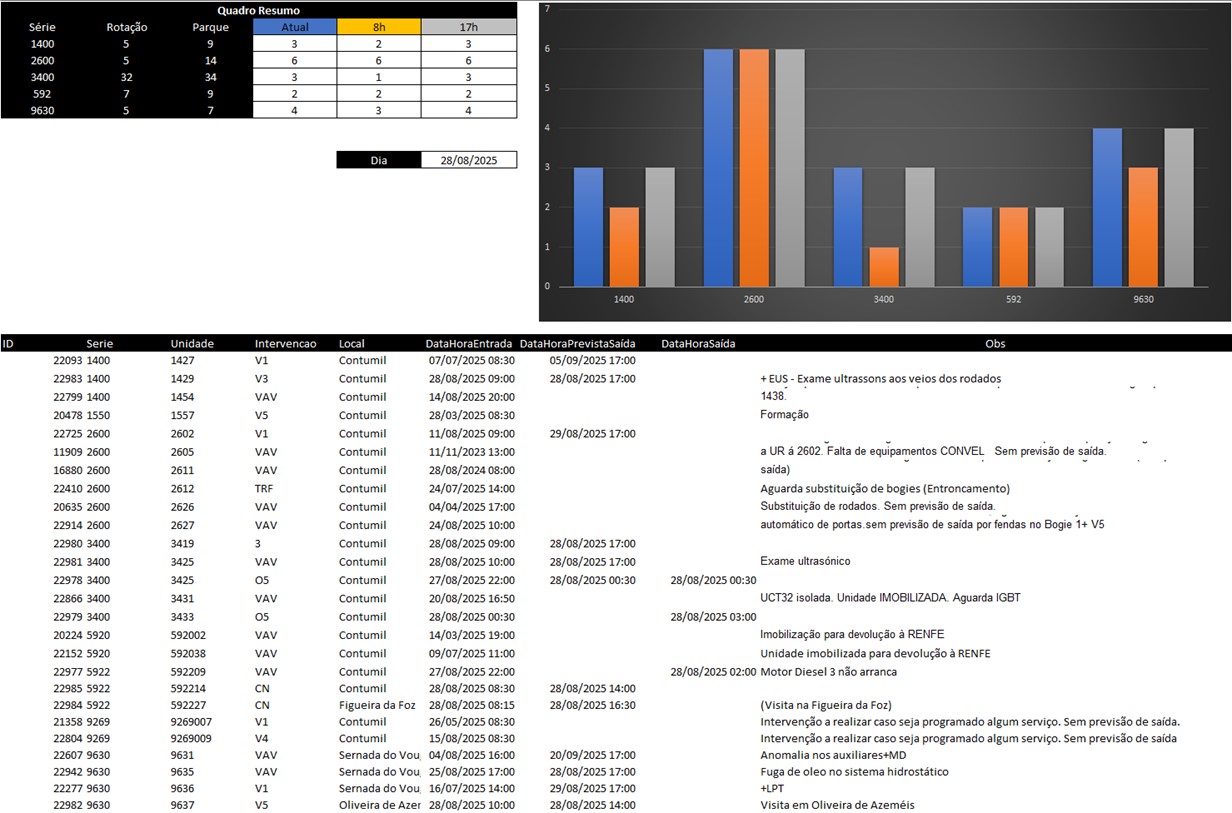 Quadro Resumo
Série Rotação Parque Atual 8h 17h
1400 5 9 3 2 3
2600 5 14 6 6 6
3400 32 34 3 1 3
592 7 9 2 2 2
9630 5 7 4 3 4
Dia 28/08/2025
7
6
5
4
3
2
1
0
1400 2600 3400 592 9630
ID Serie Unidade Intervencao Local DataHoraEntrada DataHoraPrevistaSaída DataHoraSaída Obs
22093 1400 1427 V1 Contumil 07/07/2025 08:30 05/09/2025 17:00
22983 1400 1429 V3 Contumil 28/08/2025 09:00 28/08/2025 17:00 + EUS - Exame ultrassons aos veios dos rodados
22799 1400 1454 VAV Contumil 14/08/2025 20:00 1438.
20478 1550 1557 V5 Contumil 28/03/2025 08:30 Formação
22725 2600 2602 V1 Contumil 11/08/2025 09:00 29/08/2025 17:00
11909 2600 2605 VAV Contumil 11/11/2023 13:00 a UR á 2602. Falta de equipamentos CONVEL Sem previsão de saída.
16880 2600 2611 VAV Contumil 28/08/2024 08:00 saída)
22410 2600 2612 TRF Contumil 24/07/2025 14:00 Aguarda substituição de bogies (Entroncamento)
20635 2600 2626 VAV Contumil 04/04/2025 17:00 Substituição de rodados. Sem previsão de saída.
22914 2600 2627 VAV Contumil 24/08/2025 10:00 automático de portas.sem previsão de saída por fendas no Bogie 1+ V5
22980 3400 3419 3 Contumil 28/08/2025 09:00 28/08/2025 17:00
22981 3400 3425 VAV Contumil 28/08/2025 10:00 28/08/2025 17:00 Exame ultrasónico
22978 3400 3425 O5 Contumil 27/08/2025 22:00 28/08/2025 00:30 28/08/2025 00:30
22866 3400 3431 VAV Contumil 20/08/2025 16:50 UCT32 isolada. Unidade IMOBILIZADA. Aguarda IGBT
22979 3400 3433 O5 Contumil 28/08/2025 00:30 28/08/2025 03:00
20224 5920 592002 VAV Contumil 14/03/2025 19:00 Imobilização para devolução à RENFE
22152 5920 592038 VAV Contumil 09/07/2025 11:00 Unidade imobilizada para devolução à RENFE
22977 5922 592209 VAV Contumil 27/08/2025 22:00 28/08/2025 02:00 Motor Diesel 3 não arranca
22985 5922 592214 CN Contumil 28/08/2025 08:30 28/08/2025 14:00
22984 5922 592227 CN Figueira da Foz 28/08/2025 08:15 28/08/2025 16:30 (Visita na Figueira da Foz)
21358 9269 9269007 V1 Contumil 26/05/2025 08:30 Intervenção a realizar caso seja programado algum serviço. Sem previsão de saída.
22804 9269 9269009 V4 Contumil 15/08/2025 08:30 Intervenção a realizar caso seja programado algum serviço. Sem previsão de saída
22607 9630 9631 VAV Sernada do Vou 04/08/2025 16:00 20/09/2025 17:00 Anomalia nos auxiliares+MD
22942 9630 9635 VAV Sernada do Vou 25/08/2025 17:00 28/08/2025 17:00 Fuga de oleo no sistema hidrostático
22277 9630 9636 V1 Sernada do Vou 16/07/2025 14:00 29/08/2025 17:00 +LPT
22982 9630 9637 V5 Oliveira de Azer 28/08/2025 10:00 28/08/2025 14:00 Visita em Oliveira de Azeméis